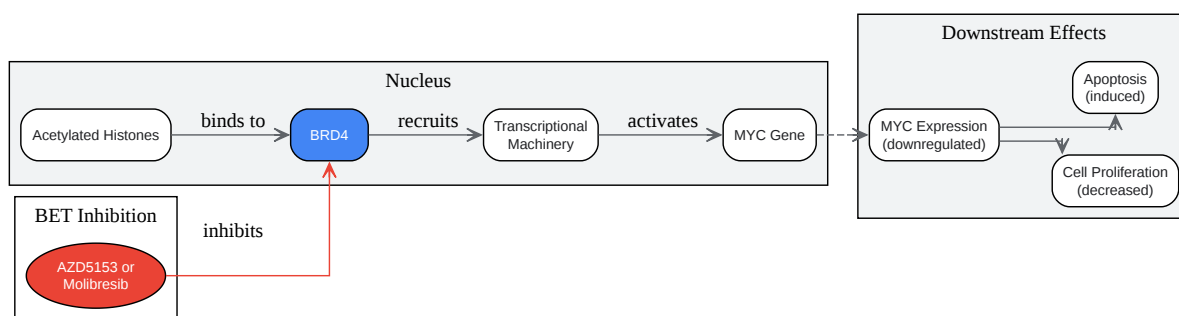 Downstream Effects
Nucleus
Acetylated Histones
binds to
BRD4
recruits
Transcriptional
Machinery
activates
MYC Gene
MYC Expression
(downregulated)
Apoptosis
(induced)
Cell Proliferation
(decreased)
BET Inhibition
inhibits
AZD5153 or
Molibresib